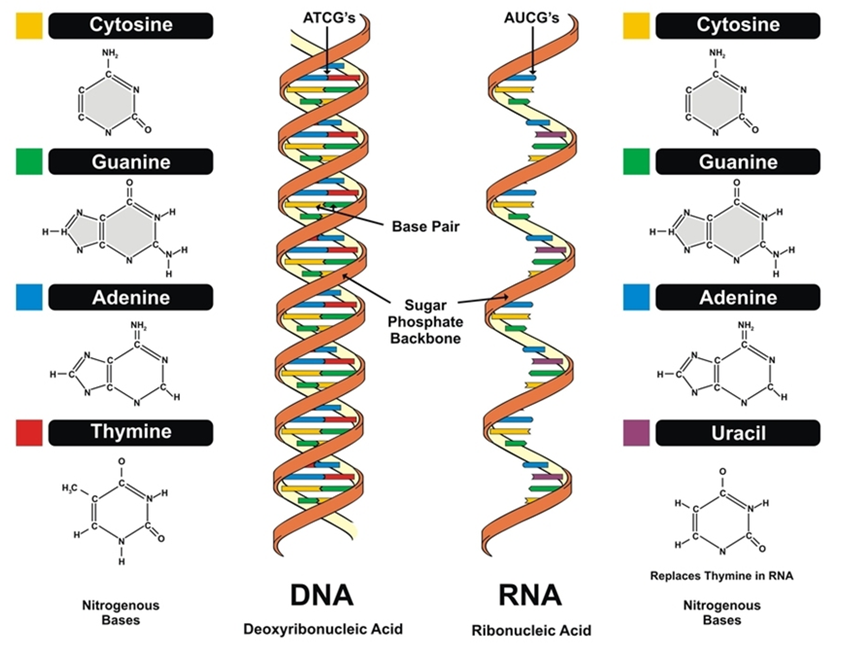 Cytosine
NH₂
C
C
N
C
C
N
O
Guanine
O
C
N
C
N
H
H
H
C
N
C
N
N
H
H
Adenine
NH₂
C
N
C
N
H
C
C
C
N
N
H
Thymine
O
H₃C
C
C
N
H
C
C
H
N
O
H
Nitrogenous
Bases
ATCG's
Base Pair
Sugar
Phosphate
Backbone
DNA
Deoxyribonucleic Acid
AUCG's
RNA
Ribonucleic Acid
Cytosine
NH₂
C
C
N
C
C
N
O
Guanine
O
C
N
C
N
H
H
H
C
N
C
N
N
H
H
Adenine
NH₂
C
N
C
N
H
C
C
C
N
N
H
Uracil
O
C
H
C
N
H
C
C
H
N
O
Replaces Thymine in RNA
Nitrogenous
Bases